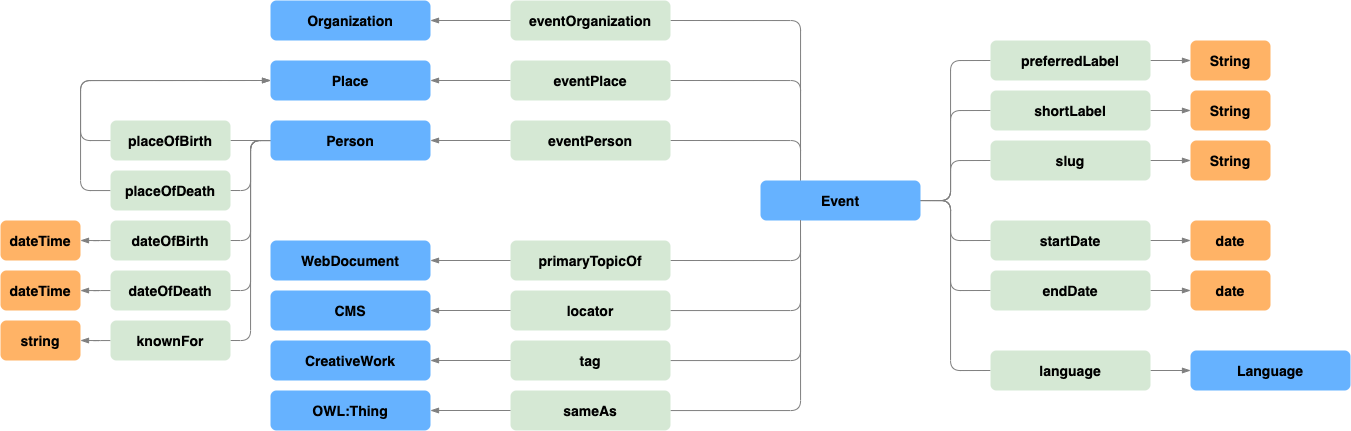 Organization
eventOrganization
preferredLabel
String
Place
eventPlace
shortLabel
String
placeOfBirth
Person
eventPerson
slug
String
placeOfDeath
Event
dateTime
dateOfBirth
startDate
date
WebDocument
primaryTopicOf
dateTime
dateOfDeath
endDate
date
CMS
locator
string
knownFor
CreativeWork
tag
language
Language
OWL:Thing
sameAs